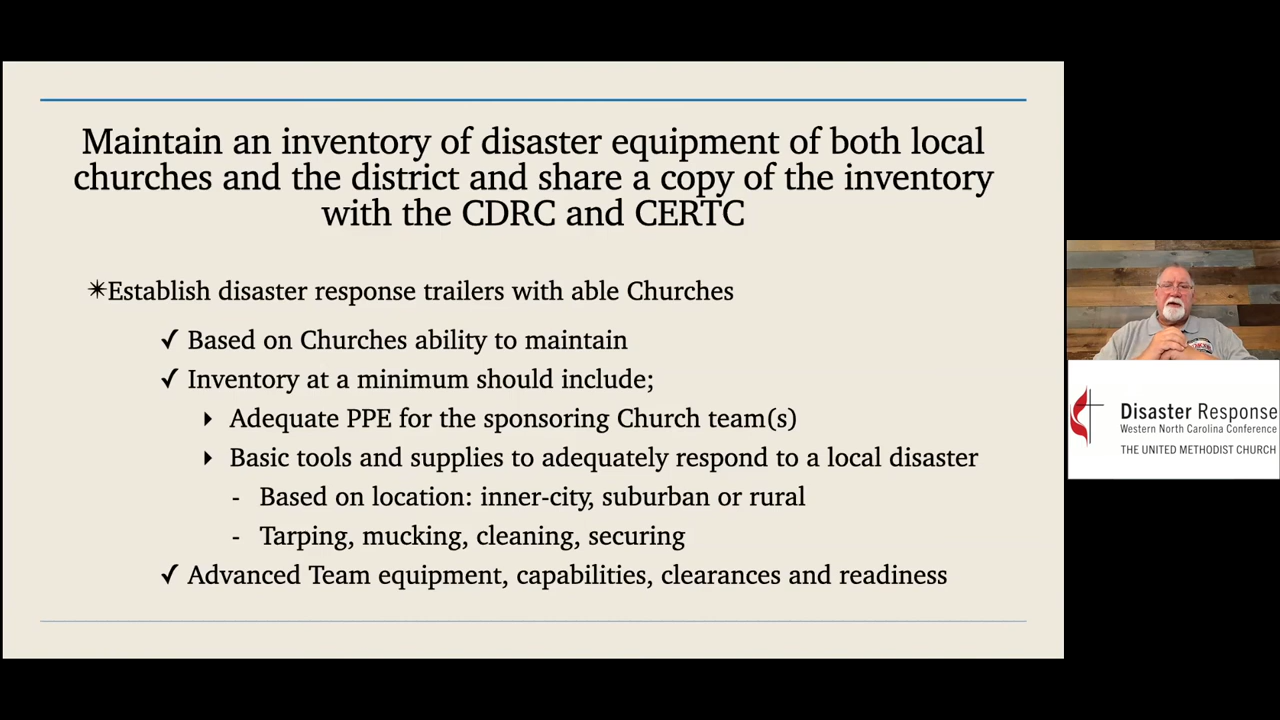 Maintain an inventory of disaster equipment of both local
churches and the district and share a copy of the inventory
with the CDRC and CERTC
✴Establish disaster response trailers with able Churches
✓ Based on Churches ability to maintain
✓ Inventory at a minimum should include;
‣ Adequate PPE for the sponsoring Church team(s)
‣ Basic tools and supplies to adequately respond to a local disaster
- Based on location: inner-city, suburban or rural
- Tarping, mucking, cleaning, securing
✓ Advanced Team equipment, capabilities, clearances and readiness
Disaster Response
Western North Carolina Conference
THE UNITED METHODIST CHURCH